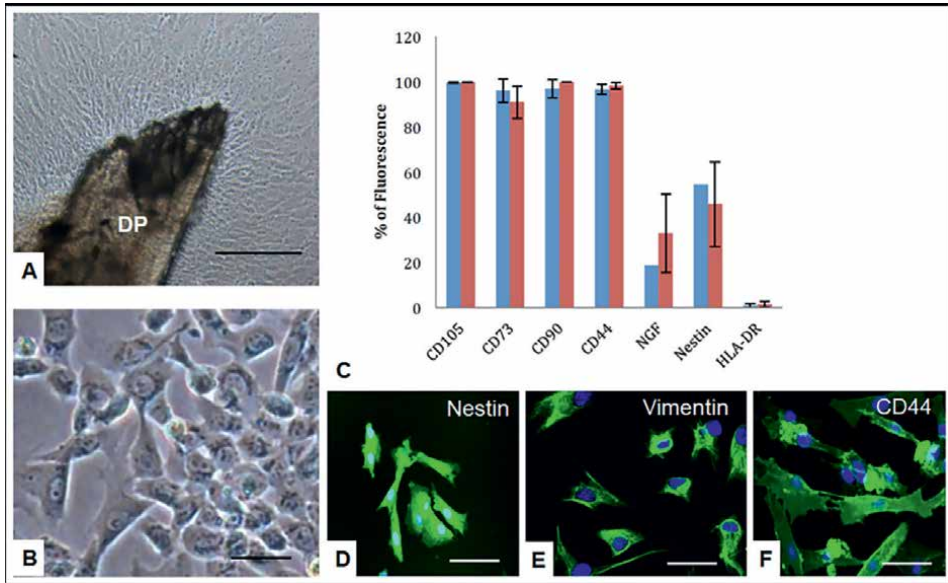 DP
A
B
% of Fluorescence
120
100
80
60
40
20
0
CD105
CD73
CD90
CD44
NGF
Nestin
HLA-DR
C
Nestin
D
Vimentin
E
CD44
F